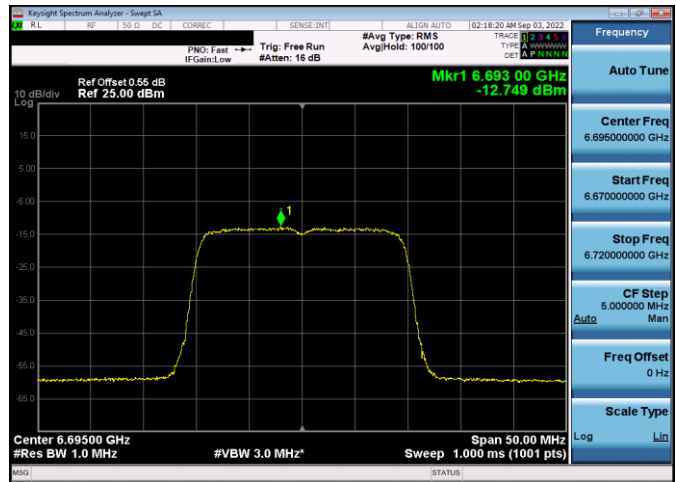 Keysight Spectrum Analyzer - Swept SA
RL RF 50 Ω DC CORREC SENSE:INT ALIGN AUTO 02:18:20 AM Sep 03, 2022
PNO: Fast
IFGain:Low
Trig: Free Run
#Atten: 16 dB
#Avg Type: RMS
Avg|Hold: 100/100
TRACE 1 2 3 4 5 6
TYPE A WWWWW
DET A P N N N N
Frequency
Ref Offset 0.55 dB
10 dB/div Ref 25.00 dBm
Log
Mkr1 6.693 00 GHz
-12.749 dBm
15.0
5.00
-5.00
-15.0
-25.0
-35.0
-45.0
-55.0
-65.0
1
Center 6.69500 GHz
#Res BW 1.0 MHz
#VBW 3.0 MHz*
Span 50.00 MHz
Sweep 1.000 ms (1001 pts)
MSG STATUS
Auto Tune
Center Freq
6.695000000 GHz
Start Freq
6.670000000 GHz
Stop Freq
6.720000000 GHz
CF Step
5.000000 MHz
Auto Man
Freq Offset
0 Hz
Scale Type
Log Lin